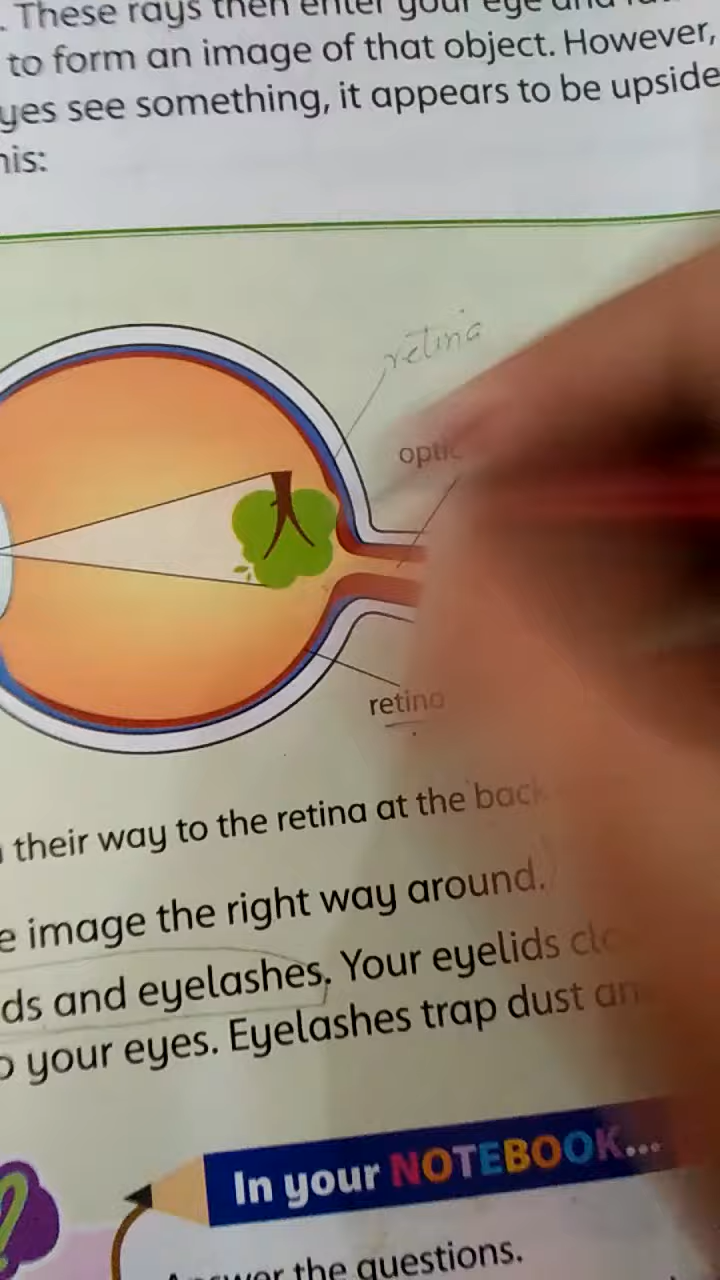 . These rays then enter your eye and
to form an image of that object. However,
yes see something, it appears to be upside
his:
retina
optic
retina
their way to the retina at the back
e image the right way around.
ds and eyelashes. Your eyelids
o your eyes. Eyelashes trap dust an
In your NOTEBOOK...
?
Answer the questions.